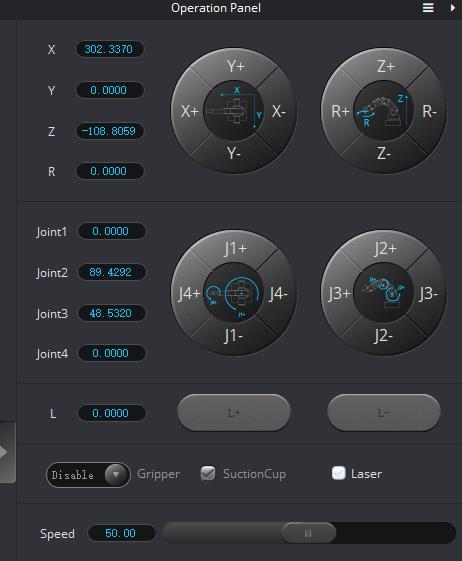 Operation Panel
X 302.3370
Y 0.0000
Z -108.8059
R 0.0000
Y+
X+ X-
Y-
X
Y
Z+
R+ R-
Z-
Z
R
Joint1 0.0000
Joint2 89.4292
Joint3 48.5320
Joint4 0.0000
J1+
J4+ J4-
J1-
J2+
J3+ J3-
J2-
L 0.0000 L+ L-
Disable Gripper SuctionCup Laser
Speed 50.00